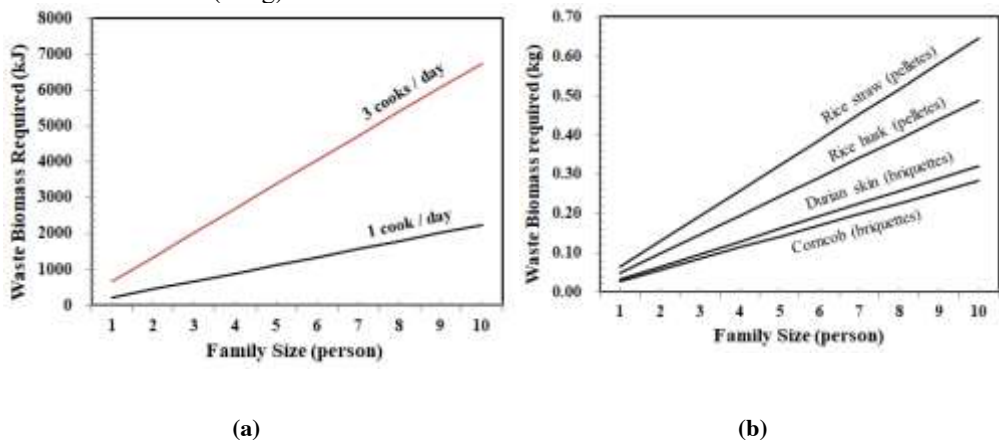 8000
7000
6000
5000
4000
3000
2000
1000
0
Waste Biomass Required (kJ)
3 cooks / day
1 cook / day
1 2 3 4 5 6 7 8 9 10
Family Size (person)
(a)
0.70
0.60
0.50
0.40
0.30
0.20
0.10
0.00
Waste Biomass required (kg)
Rice straw (pelletes)
Rice husk (pelletes)
Durian skin (briquettes)
Corncob (briquettes)
1 2 3 4 5 6 7 8 9 10
Family Size (person)
(b)